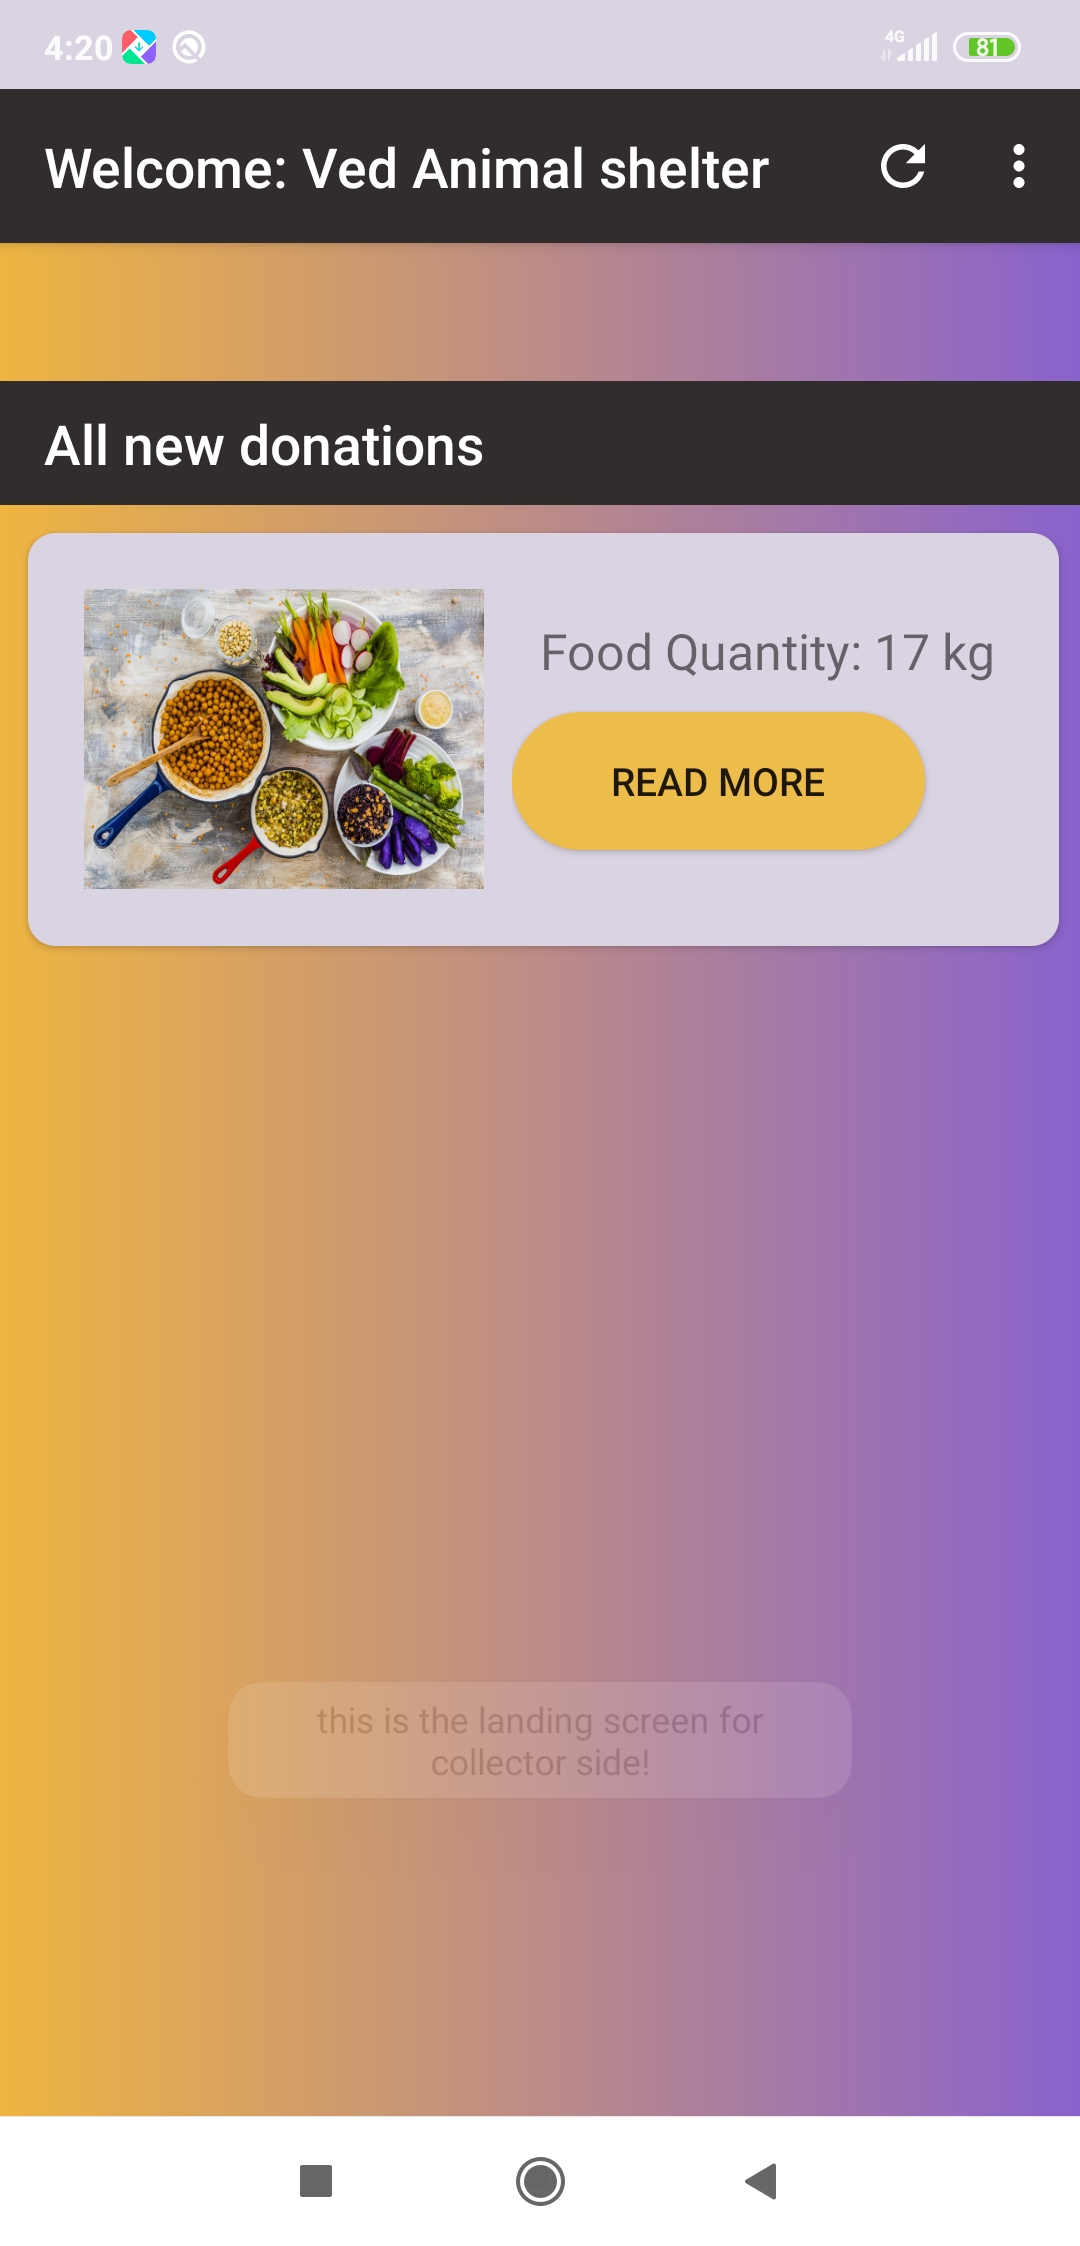 4:20
4G
81
Welcome: Ved Animal shelter
All new donations
Food Quantity: 17 kg
READ MORE
this is the landing screen for
collector side!